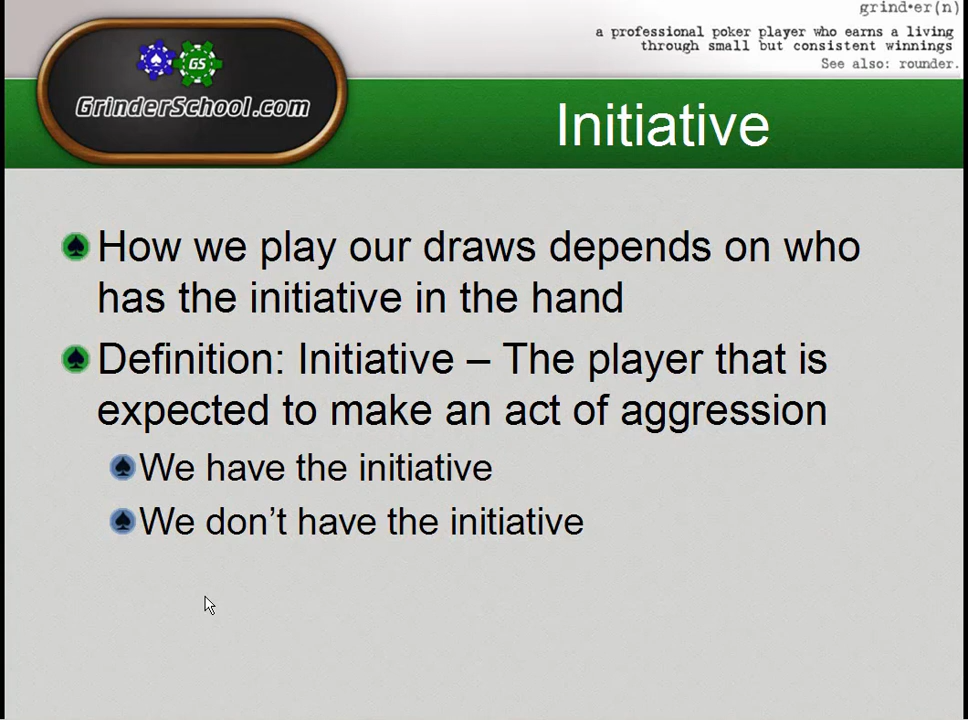 grind•er(n)
a professional poker player who earns a living
through small but consistent winnings
See also: rounder.
GS
GrinderSchool.com
Initiative
How we play our draws depends on who
has the initiative in the hand
Definition: Initiative – The player that is
expected to make an act of aggression
We have the initiative
We don’t have the initiative